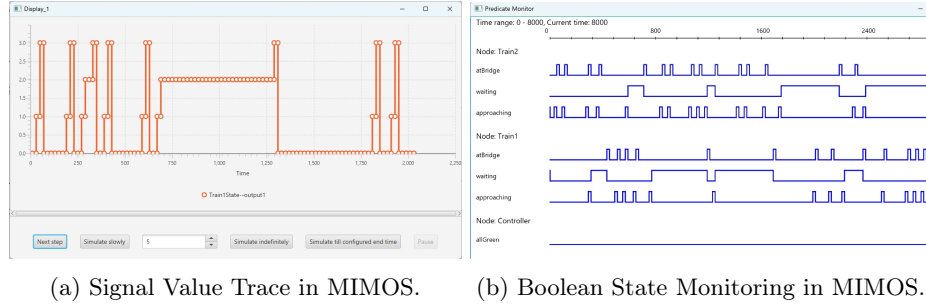 Display_1
3.0
2.5
2.0
1.5
1.0
0.5
0.0
0 250 500 750 1,000 1,250 1,500 1,750 2,000 2,250
Time
Train1State--output1
Next step Simulate slowly 5 Simulate indefinitely Simulate till configured end time Pause
(a) Signal Value Trace in MIMOS.
Predicate Monitor
Time range: 0 - 8000, Current time: 8000
0 800 1600 2400
Node: Train2
atBridge
waiting
approaching
Node: Train1
atBridge
waiting
approaching
Node: Controller
allGreen
(b) Boolean State Monitoring in MIMOS.